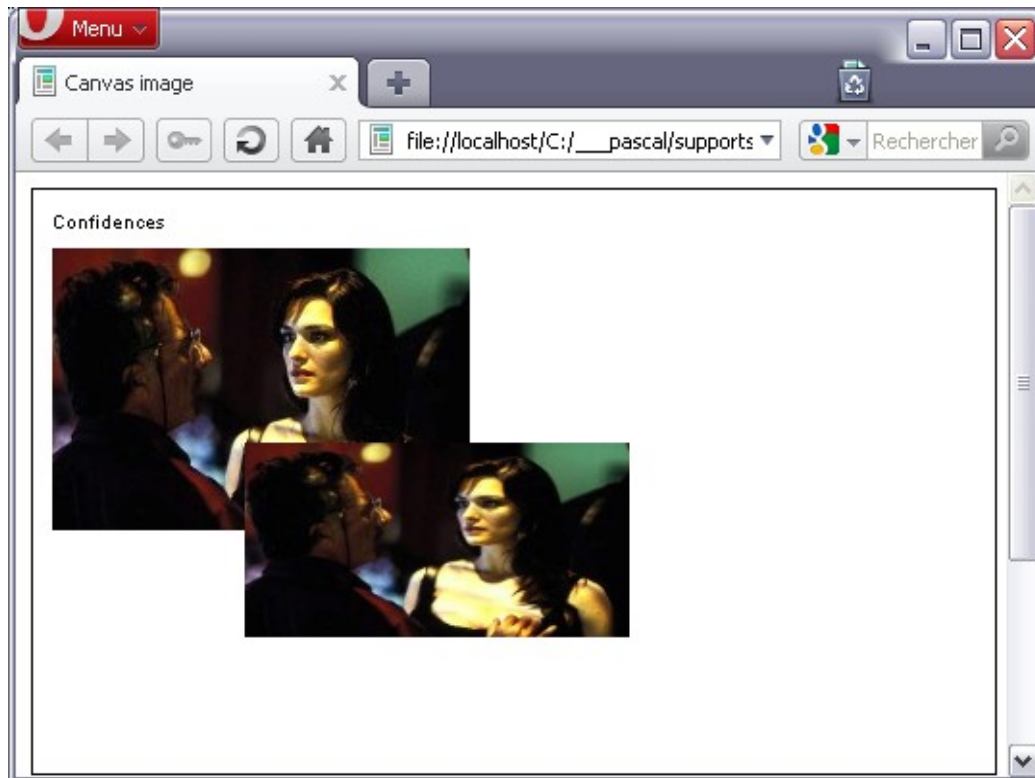 Menu
Canvas image
file://localhost/C:/___pascal/supports
Rechercher
Confidences